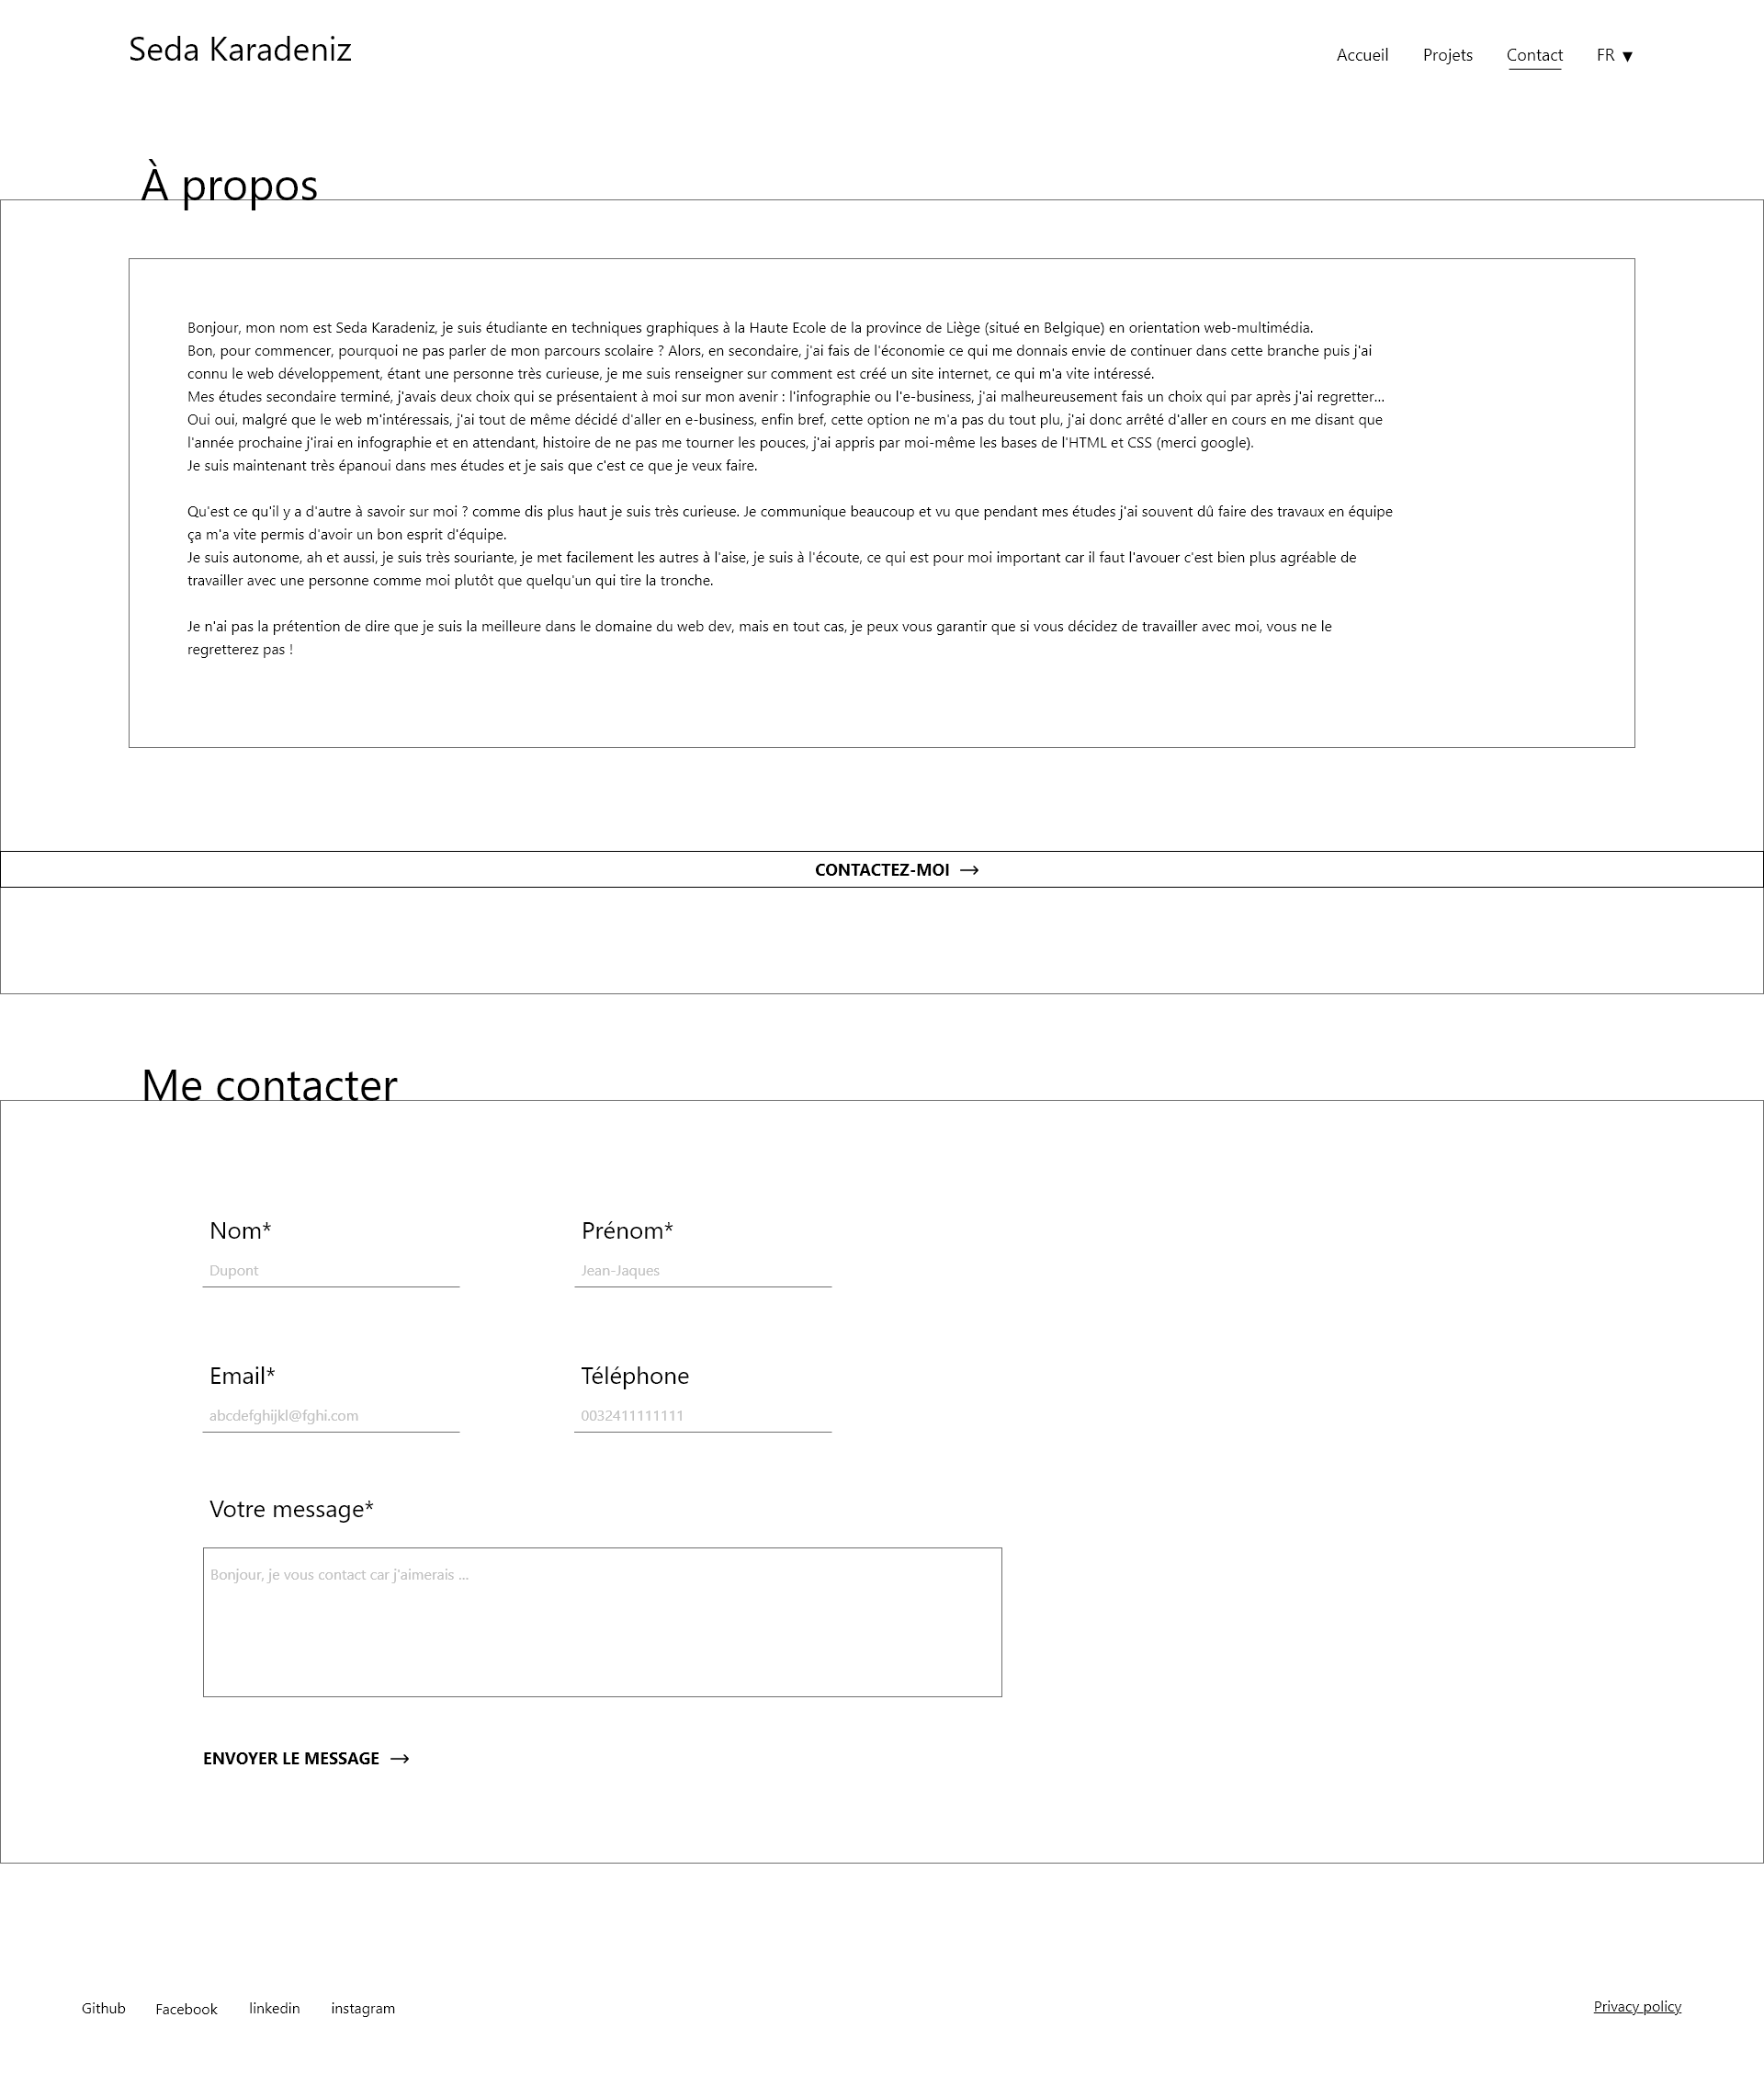 Seda Karadeniz
Accueil Projets Contact FR ▼
À propos
Bonjour, mon nom est Seda Karadeniz, je suis étudiante en techniques graphiques à la Haute Ecole de la province de Liège (situé en Belgique) en orientation web-multimédia.
Bon, pour commencer, pourquoi ne pas parler de mon parcours scolaire ? Alors, en secondaire, j'ai fais de l'économie ce qui me donnais envie de continuer dans cette branche puis j'ai
connu le web développement, étant une personne très curieuse, je me suis renseigner sur comment est créé un site internet, ce qui m'a vite intéressé.
Mes études secondaire terminé, j'avais deux choix qui se présentaient à moi sur mon avenir : l'infographie ou l'e-business, j'ai malheureusement fais un choix qui par après j'ai regretter...
Oui oui, malgré que le web m'intéressais, j'ai tout de même décidé d'aller en e-business, enfin bref, cette option ne m'a pas du tout plu, j'ai donc arrêté d'aller en cours en me disant que
l'année prochaine j'irai en infographie et en attendant, histoire de ne pas me tourner les pouces, j'ai appris par moi-même les bases de l'HTML et CSS (merci google).
Je suis maintenant très épanoui dans mes études et je sais que c'est ce que je veux faire.
Qu'est ce qu'il y a d'autre à savoir sur moi ? comme dis plus haut je suis très curieuse. Je communique beaucoup et vu que pendant mes études j'ai souvent dû faire des travaux en équipe
ça m'a vite permis d'avoir un bon esprit d'équipe.
Je suis autonome, ah et aussi, je suis très souriante, je met facilement les autres à l'aise, je suis à l'écoute, ce qui est pour moi important car il faut l'avouer c'est bien plus agréable de
travailler avec une personne comme moi plutôt que quelqu'un qui tire la tronche.
Je n'ai pas la prétention de dire que je suis la meilleure dans le domaine du web dev, mais en tout cas, je peux vous garantir que si vous décidez de travailler avec moi, vous ne le
regretterez pas !
CONTACTEZ-MOI →
Me contacter
Nom* Prénom*
Dupont Jean-Jaques
Email* Téléphone
abcdefghijkl@fghi.com 0032411111111
Votre message*
Bonjour, je vous contact car j'aimerais ...
ENVOYER LE MESSAGE →
Github Facebook linkedin instagram Privacy policy